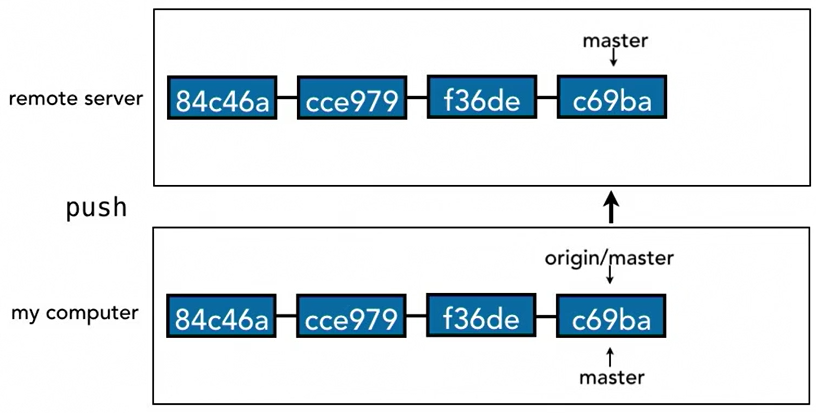 master
remote server
84c46a cce979 f36de c69ba
push
origin/master
my computer
84c46a cce979 f36de c69ba
master